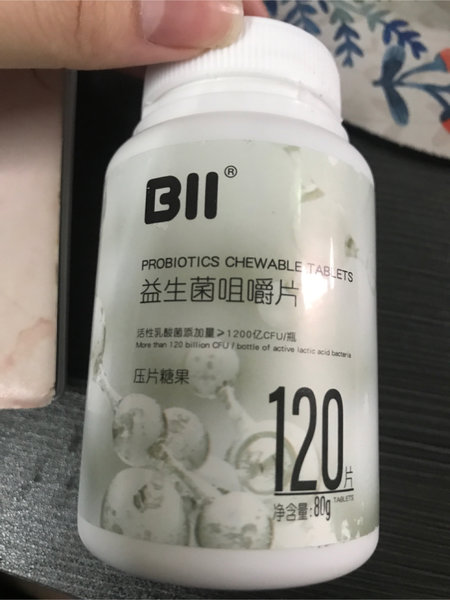 BII®
PROBIOTICS CHEWABLE TABLETS
益生菌咀嚼片
活性乳酸菌添加量≥1200亿CFU/瓶
More than 120 billion CFU / bottle of active lactic acid bacteria
压片糖果
120片
TABLETS
净含量:80g